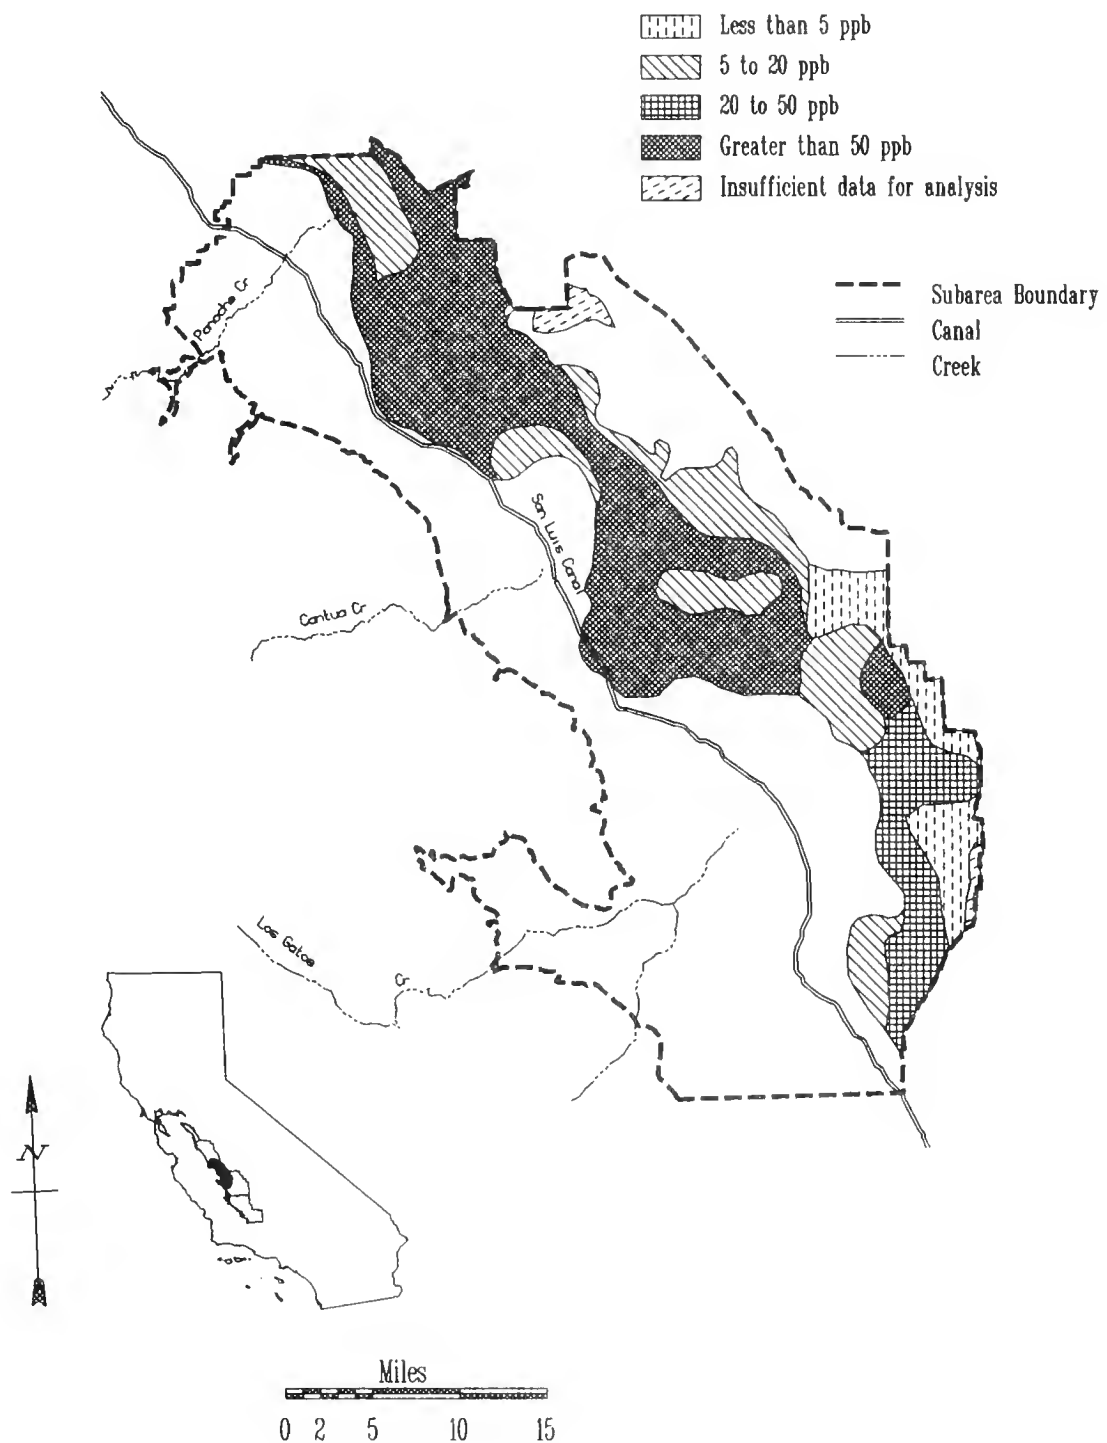 Less than 5 ppb
5 to 20 ppb
20 to 50 ppb
Greater than 50 ppb
Insufficient data for analysis
Subarea Boundary
Canal
Creek
Panoche Cr
San Luis Canal
Cantua Cr
Los Gatos
Cr
N
Miles
0 2 5 10 15